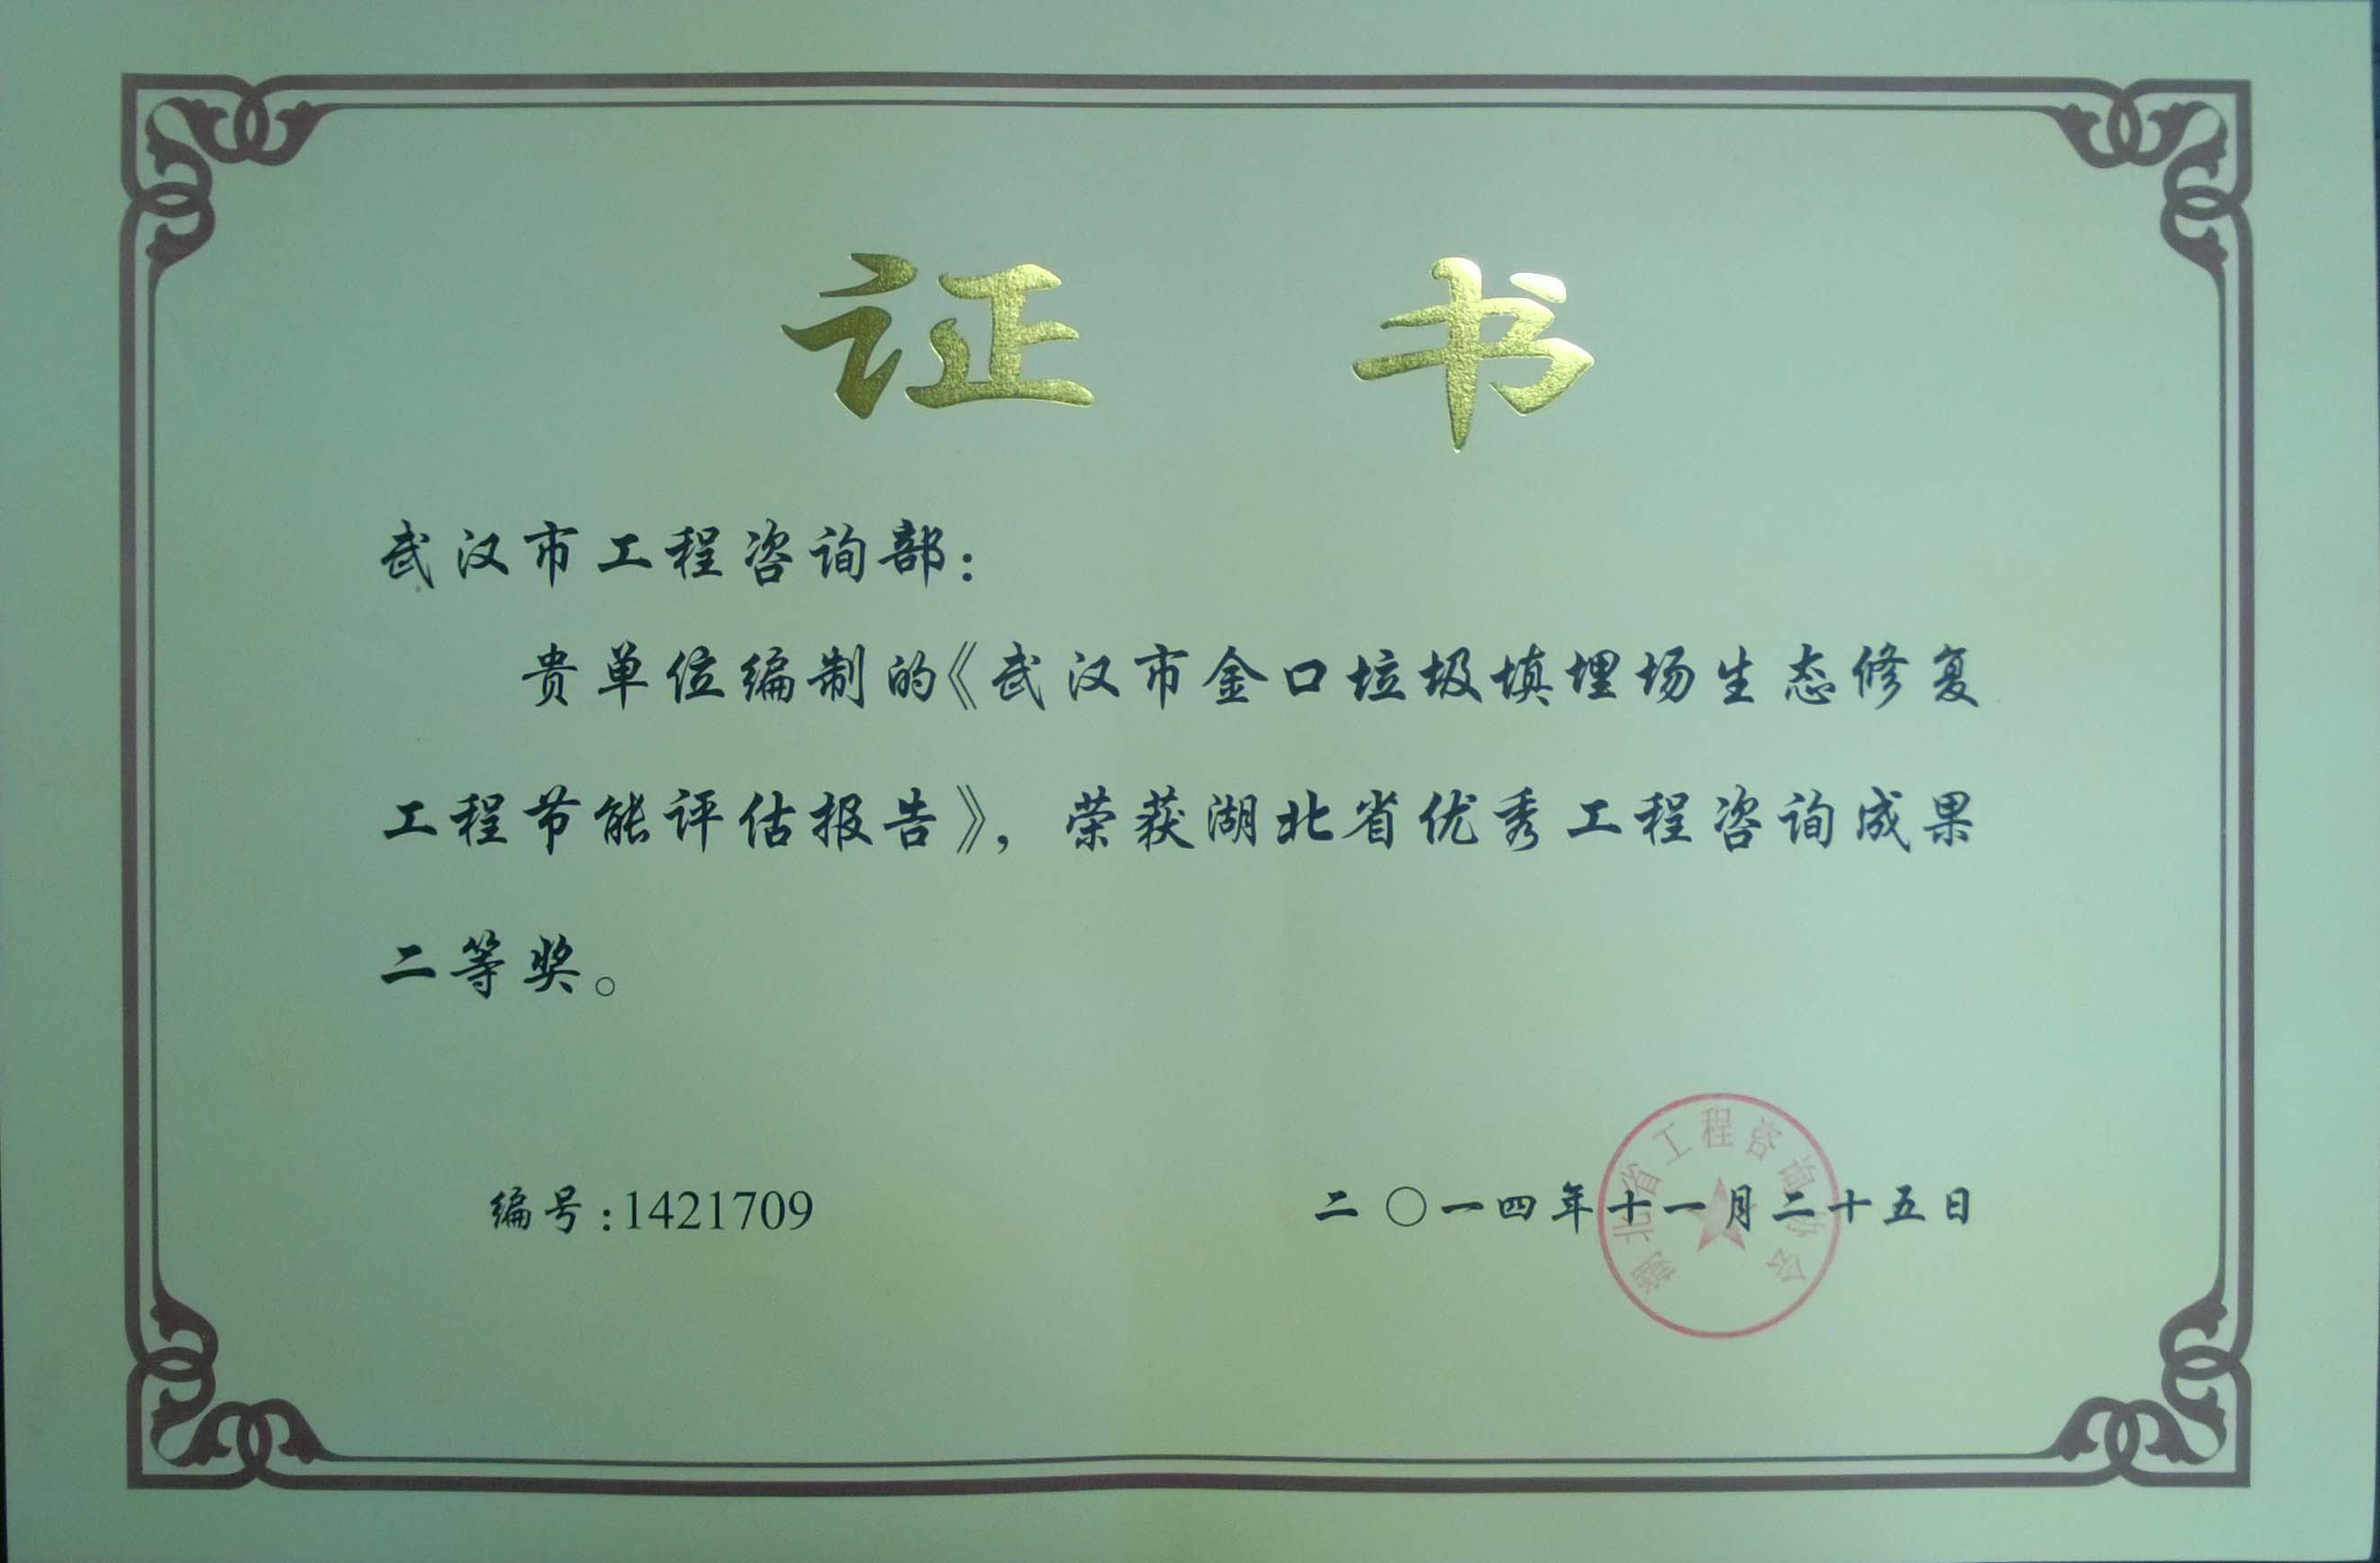 证书
武汉市工程咨询部：
贵单位编制的《武汉市金口垃圾填埋场生态修复
工程节能评估报告》，荣获湖北省优秀工程咨询成果
二等奖。
编号：1421709
二〇一四年十一月二十五日
湖北省工程咨询协会